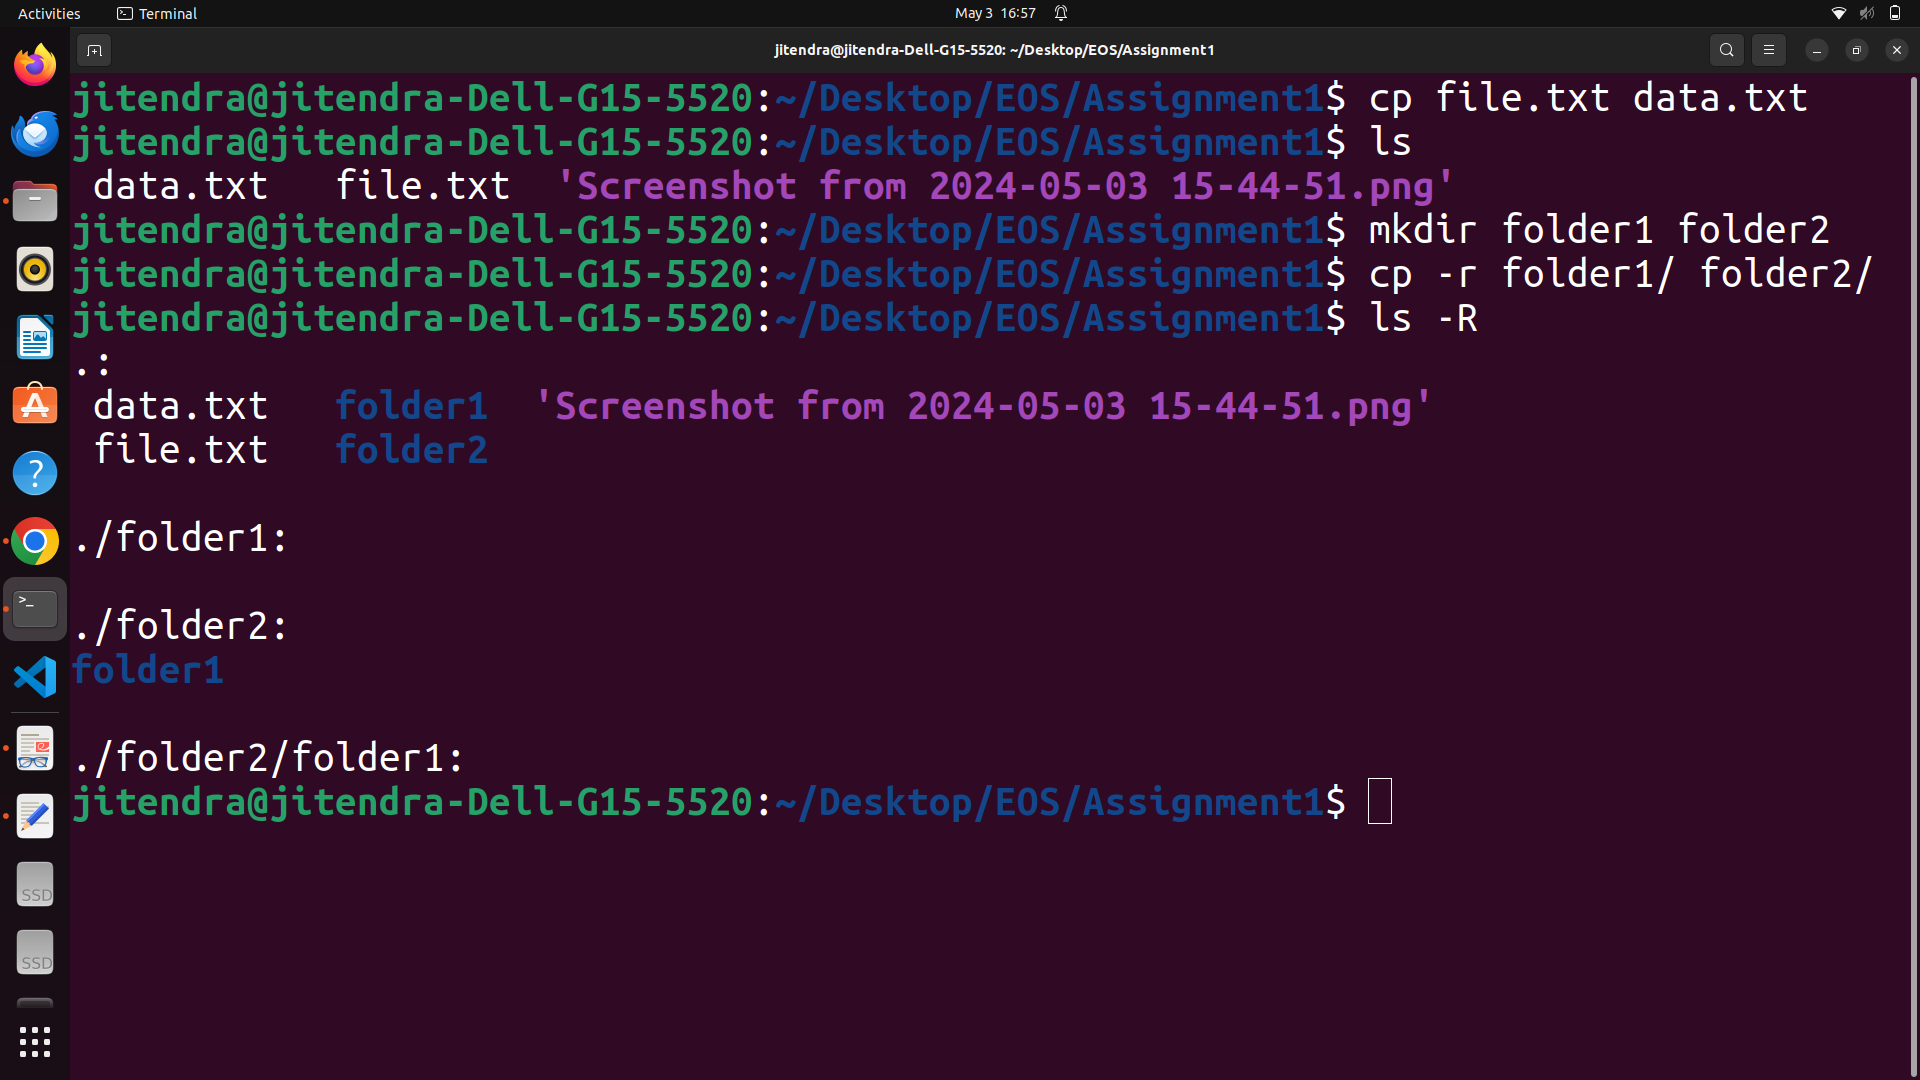 Activities Terminal May 3 16:57
jitendra@jitendra-Dell-G15-5520: ~/Desktop/EOS/Assignment1
jitendra@jitendra-Dell-G15-5520:~/Desktop/EOS/Assignment1$ cp file.txt data.txt
jitendra@jitendra-Dell-G15-5520:~/Desktop/EOS/Assignment1$ ls
data.txt file.txt 'Screenshot from 2024-05-03 15-44-51.png'
jitendra@jitendra-Dell-G15-5520:~/Desktop/EOS/Assignment1$ mkdir folder1 folder2
jitendra@jitendra-Dell-G15-5520:~/Desktop/EOS/Assignment1$ cp -r folder1/ folder2/
jitendra@jitendra-Dell-G15-5520:~/Desktop/EOS/Assignment1$ ls -R
.:
data.txt folder1 'Screenshot from 2024-05-03 15-44-51.png'
file.txt folder2
./folder1:
./folder2:
folder1
./folder2/folder1:
jitendra@jitendra-Dell-G15-5520:~/Desktop/EOS/Assignment1$
SSD
SSD